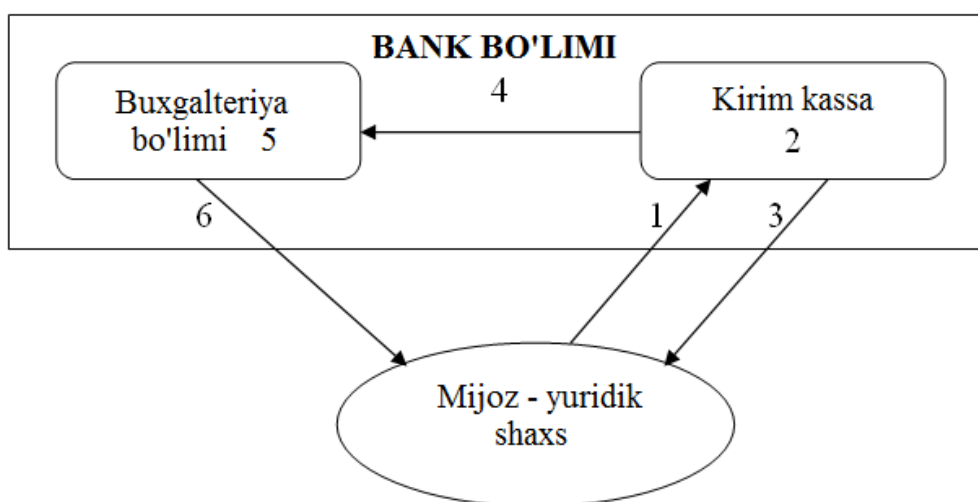 BANK BO'LIMI
Buxgalteriya
bo'limi 5
4
Kirim kassa
2
6
1
3
Mijoz - yuridik
shaxs